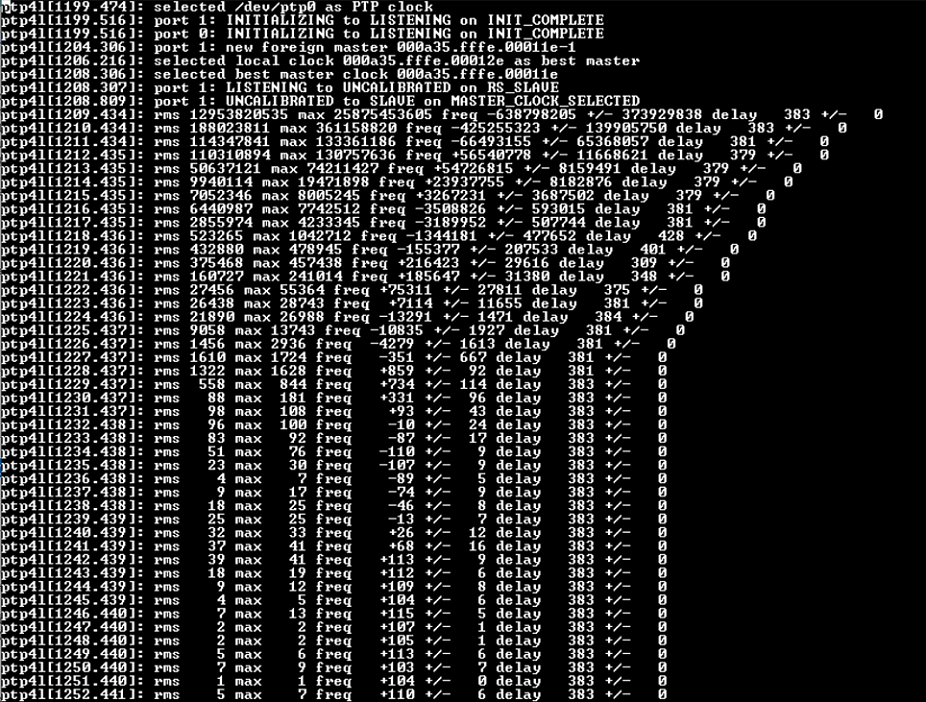 ptp4l[1199.474]: selected /dev/ptp0 as PTP clock
ptp4l[1199.516]: port 1: INITIALIZING to LISTENING on INIT_COMPLETE
ptp4l[1199.516]: port 0: INITIALIZING to LISTENING on INIT_COMPLETE
ptp4l[1204.306]: port 1: new foreign master 000a35.fffe.00011e-1
ptp4l[1206.216]: selected local clock 000a35.fffe.00012e as best master
ptp4l[1208.306]: selected best master clock 000a35.fffe.00011e
ptp4l[1208.307]: port 1: LISTENING to UNCALIBRATED on RS_SLAVE
ptp4l[1208.809]: port 1: UNCALIBRATED to SLAVE on MASTER_CLOCK_SELECTED
ptp4l[1209.434]: rms 12953820535 max 25875453605 freq -638798205 +/- 373929838 delay 383 +/- 0
ptp4l[1210.434]: rms 188023811 max 361158820 freq -425255323 +/- 139905750 delay 383 +/- 0
ptp4l[1211.434]: rms 114347841 max 133361186 freq -66493155 +/- 65368057 delay 381 +/- 0
ptp4l[1212.435]: rms 110310894 max 130757636 freq +56540778 +/- 11668621 delay 379 +/- 0
ptp4l[1213.435]: rms 50637121 max 74211427 freq +54726815 +/- 8159491 delay 379 +/- 0
ptp4l[1214.435]: rms 9940114 max 19471898 freq +23937755 +/- 8182876 delay 379 +/- 0
ptp4l[1215.435]: rms 7052346 max 8005245 freq +3267231 +/- 3687502 delay 379 +/- 0
ptp4l[1216.435]: rms 6440987 max 7742512 freq -3508826 +/- 593015 delay 381 +/- 0
ptp4l[1217.435]: rms 2855974 max 4233345 freq -3189952 +/- 507744 delay 381 +/- 0
ptp4l[1218.436]: rms 523265 max 1042712 freq -1344181 +/- 477652 delay 428 +/- 0
ptp4l[1219.436]: rms 432880 max 478945 freq -155377 +/- 207533 delay 401 +/- 0
ptp4l[1220.436]: rms 375468 max 457438 freq +216423 +/- 29616 delay 309 +/- 0
ptp4l[1221.436]: rms 160727 max 241014 freq +185647 +/- 31380 delay 348 +/- 0
ptp4l[1222.436]: rms 27456 max 55364 freq +75311 +/- 27811 delay 375 +/- 0
ptp4l[1223.436]: rms 26438 max 28743 freq +7114 +/- 11655 delay 381 +/- 0
ptp4l[1224.436]: rms 21890 max 26988 freq -13291 +/- 1471 delay 384 +/- 0
ptp4l[1225.437]: rms 9058 max 13743 freq -10835 +/- 1927 delay 381 +/- 0
ptp4l[1226.437]: rms 1456 max 2936 freq -4279 +/- 1613 delay 381 +/- 0
ptp4l[1227.437]: rms 1610 max 1724 freq -351 +/- 667 delay 381 +/- 0
ptp4l[1228.437]: rms 1322 max 1628 freq +859 +/- 92 delay 381 +/- 0
ptp4l[1229.437]: rms 558 max 844 freq +734 +/- 114 delay 383 +/- 0
ptp4l[1230.437]: rms 88 max 181 freq +331 +/- 96 delay 383 +/- 0
ptp4l[1231.437]: rms 98 max 108 freq +93 +/- 43 delay 383 +/- 0
ptp4l[1232.438]: rms 96 max 100 freq -10 +/- 24 delay 383 +/- 0
ptp4l[1233.438]: rms 83 max 92 freq -87 +/- 17 delay 383 +/- 0
ptp4l[1234.438]: rms 51 max 76 freq -110 +/- 9 delay 383 +/- 0
ptp4l[1235.438]: rms 23 max 30 freq -107 +/- 9 delay 383 +/- 0
ptp4l[1236.438]: rms 4 max 7 freq -89 +/- 5 delay 383 +/- 0
ptp4l[1237.438]: rms 9 max 17 freq -74 +/- 9 delay 383 +/- 0
ptp4l[1238.439]: rms 18 max 25 freq -46 +/- 8 delay 383 +/- 0
ptp4l[1239.439]: rms 25 max 25 freq -13 +/- 7 delay 383 +/- 0
ptp4l[1240.439]: rms 32 max 33 freq +26 +/- 12 delay 383 +/- 0
ptp4l[1241.439]: rms 37 max 41 freq +68 +/- 16 delay 383 +/- 0
ptp4l[1242.439]: rms 39 max 41 freq +113 +/- 9 delay 383 +/- 0
ptp4l[1243.439]: rms 18 max 19 freq +112 +/- 6 delay 383 +/- 0
ptp4l[1244.439]: rms 9 max 12 freq +109 +/- 8 delay 383 +/- 0
ptp4l[1245.439]: rms 4 max 5 freq +104 +/- 6 delay 383 +/- 0
ptp4l[1246.440]: rms 7 max 13 freq +115 +/- 5 delay 383 +/- 0
ptp4l[1247.440]: rms 2 max 2 freq +107 +/- 1 delay 383 +/- 0
ptp4l[1248.440]: rms 2 max 2 freq +105 +/- 1 delay 383 +/- 0
ptp4l[1249.440]: rms 5 max 6 freq +113 +/- 6 delay 383 +/- 0
ptp4l[1250.440]: rms 7 max 9 freq +103 +/- 7 delay 383 +/- 0
ptp4l[1251.440]: rms 1 max 1 freq +104 +/- 0 delay 383 +/- 0
ptp4l[1252.441]: rms 5 max 7 freq +110 +/- 6 delay 383 +/- 0